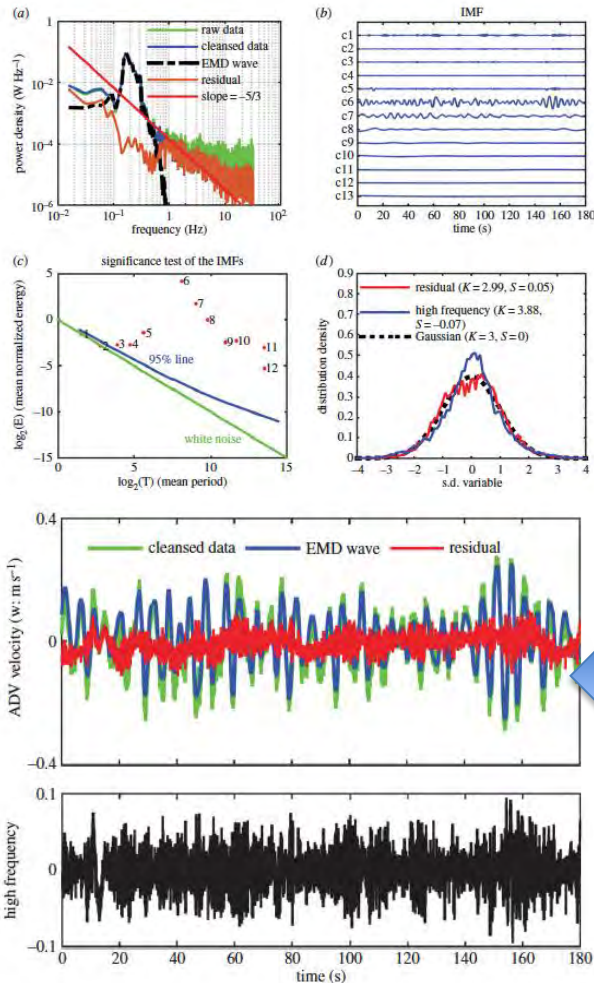 (a)
1
10⁻²
10⁻⁴
10⁻⁶
power density (W Hz⁻¹)
raw data
cleansed data
EMD wave
residual
slope = −5/3
10⁻² 10⁻¹ 1 10 10²
frequency (Hz)
(b) IMF
c1
c2
c3
c4
c5
c6
c7
c8
c9
c10
c11
c12
c13
0 20 40 60 80 100 120 140 160 180
time (s)
(c) significance test of the IMFs
5
0
−5
−10
−15
log₂(E) (mean normalized energy)
1 2 3 4 5 6 7 8 9 10 11 12
95% line
white noise
0 5 10 15
log₂(T) (mean period)
(d)
0.9
0.8
0.7
0.6
0.5
0.4
0.3
0.2
0.1
0
distribution density
residual (K = 2.99, S = 0.05)
high frequency (K = 3.88,
S = −0.07)
Gaussian (K = 3, S = 0)
−4 −3 −2 −1 0 1 2 3 4
s.d. variable
0.4
0
−0.4
ADV velocity (w: m s⁻¹)
cleansed data EMD wave residual
0.1
0
−0.1
high frequency
0 20 40 60 80 100 120 140 160 180
time (s)